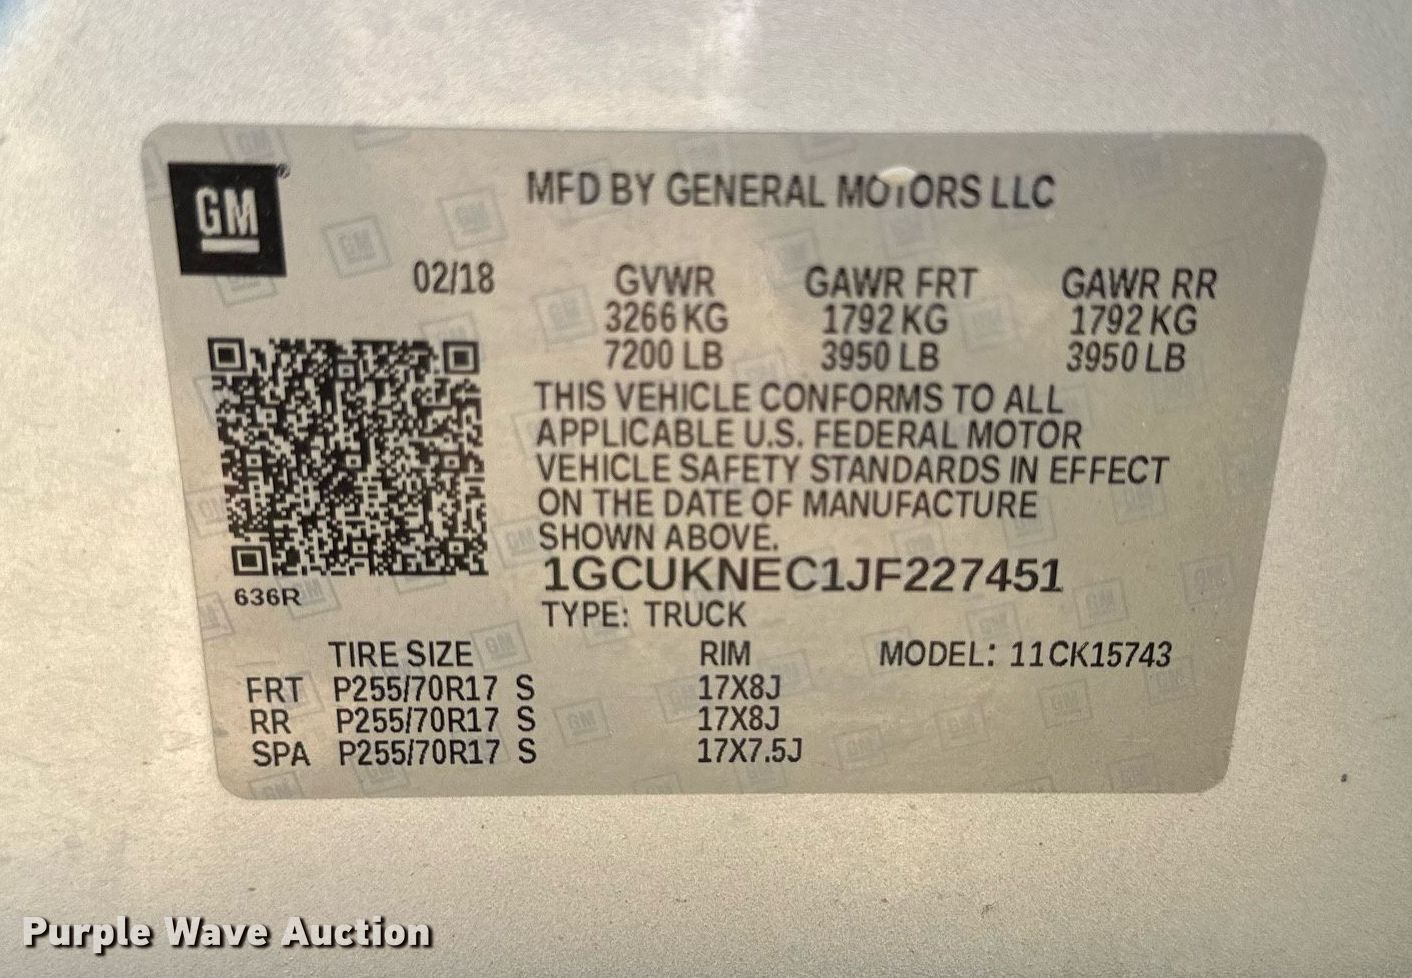 GM
MFD BY GENERAL MOTORS LLC
02/18 GVWR GAWR FRT GAWR RR
3266 KG 1792 KG 1792 KG
7200 LB 3950 LB 3950 LB
THIS VEHICLE CONFORMS TO ALL
APPLICABLE U.S. FEDERAL MOTOR
VEHICLE SAFETY STANDARDS IN EFFECT
ON THE DATE OF MANUFACTURE
SHOWN ABOVE.
1GCUKNEC1JF227451
636R
TYPE: TRUCK
TIRE SIZE RIM MODEL: 11CK15743
FRT P255/70R17 S 17X8J
RR P255/70R17 S 17X8J
SPA P255/70R17 S 17X7.5J
Purple Wave Auction